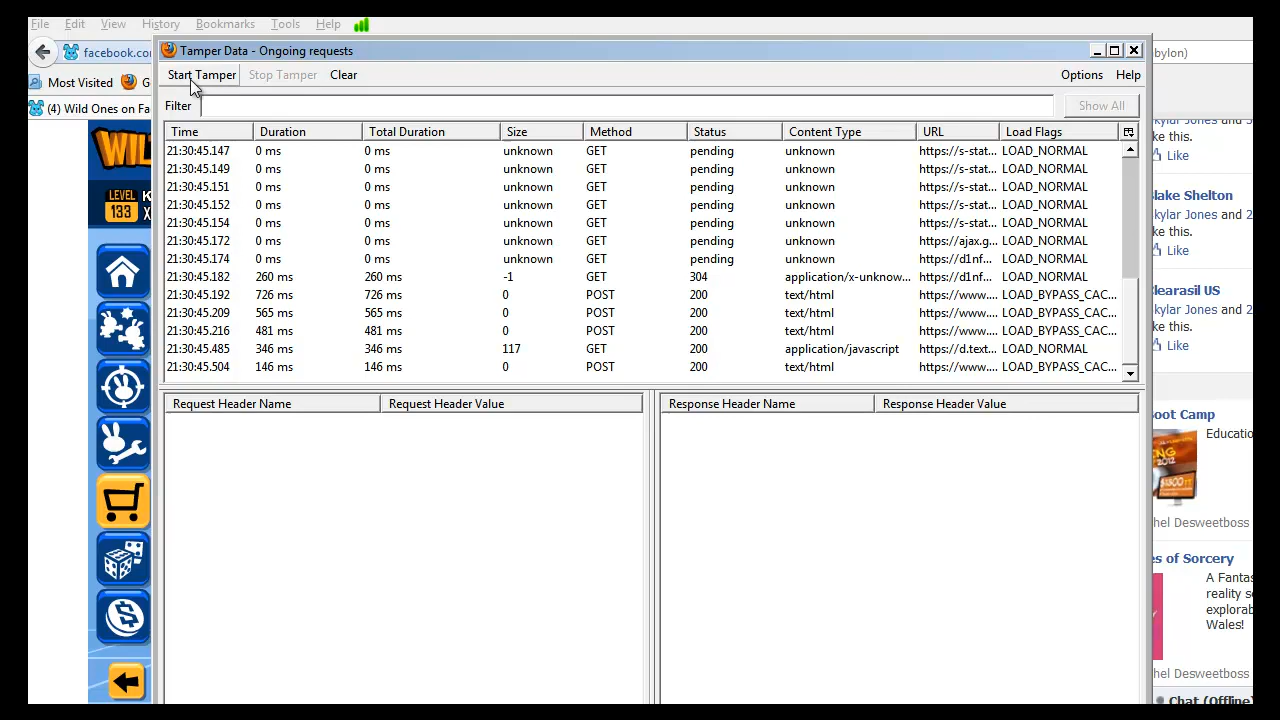 File Edit View History Bookmarks Tools Help
Tamper Data - Ongoing requests
facebook.co
bylon)
Start Tamper Stop Tamper Clear Options Help
Most Visited G
Filter Show All
(4) Wild Ones on Fa
Time Duration Total Duration Size Method Status Content Type URL Load Flags
21:30:45.147 0 ms 0 ms unknown GET pending unknown https://s-stat... LOAD_NORMAL
21:30:45.149 0 ms 0 ms unknown GET pending unknown https://s-stat... LOAD_NORMAL
21:30:45.151 0 ms 0 ms unknown GET pending unknown https://s-stat... LOAD_NORMAL
21:30:45.152 0 ms 0 ms unknown GET pending unknown https://s-stat... LOAD_NORMAL
21:30:45.154 0 ms 0 ms unknown GET pending unknown https://s-stat... LOAD_NORMAL
21:30:45.172 0 ms 0 ms unknown GET pending unknown https://ajax.g... LOAD_NORMAL
21:30:45.174 0 ms 0 ms unknown GET pending unknown https://d1nf... LOAD_NORMAL
21:30:45.182 260 ms 260 ms -1 GET 304 application/x-unknow... https://d1nf... LOAD_NORMAL
21:30:45.192 726 ms 726 ms 0 POST 200 text/html https://www.... LOAD_BYPASS_CAC...
21:30:45.209 565 ms 565 ms 0 POST 200 text/html https://www.... LOAD_BYPASS_CAC...
21:30:45.216 481 ms 481 ms 0 POST 200 text/html https://www.... LOAD_BYPASS_CAC...
21:30:45.485 346 ms 346 ms 117 GET 200 application/javascript https://d.text... LOAD_NORMAL
21:30:45.504 146 ms 146 ms 0 POST 200 text/html https://www.... LOAD_BYPASS_CAC...
Request Header Name Request Header Value Response Header Name Response Header Value
WIL
LEVEL
133
K
X
kylar Jones
ke this.
Like
lake Shelton
kylar Jones and 2
ke this.
Like
Clearasil US
kylar Jones and 2
ke this.
Like
oot Camp
Educatio
NG
2012
$1500
hel Desweetboss
es of Sorcery
A Fantas
reality s
explorab
Wales!
hel Desweetboss
Chat (Offline)